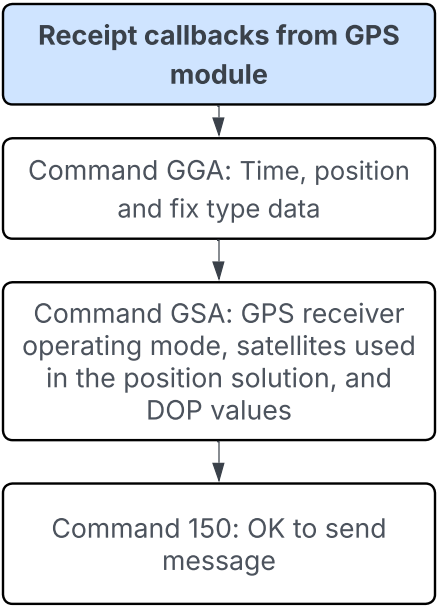 Receipt callbacks from GPS
module
Command GGA: Time, position
and fix type data
Command GSA: GPS receiver
operating mode, satellites used
in the position solution, and
DOP values
Command 150: OK to send
message